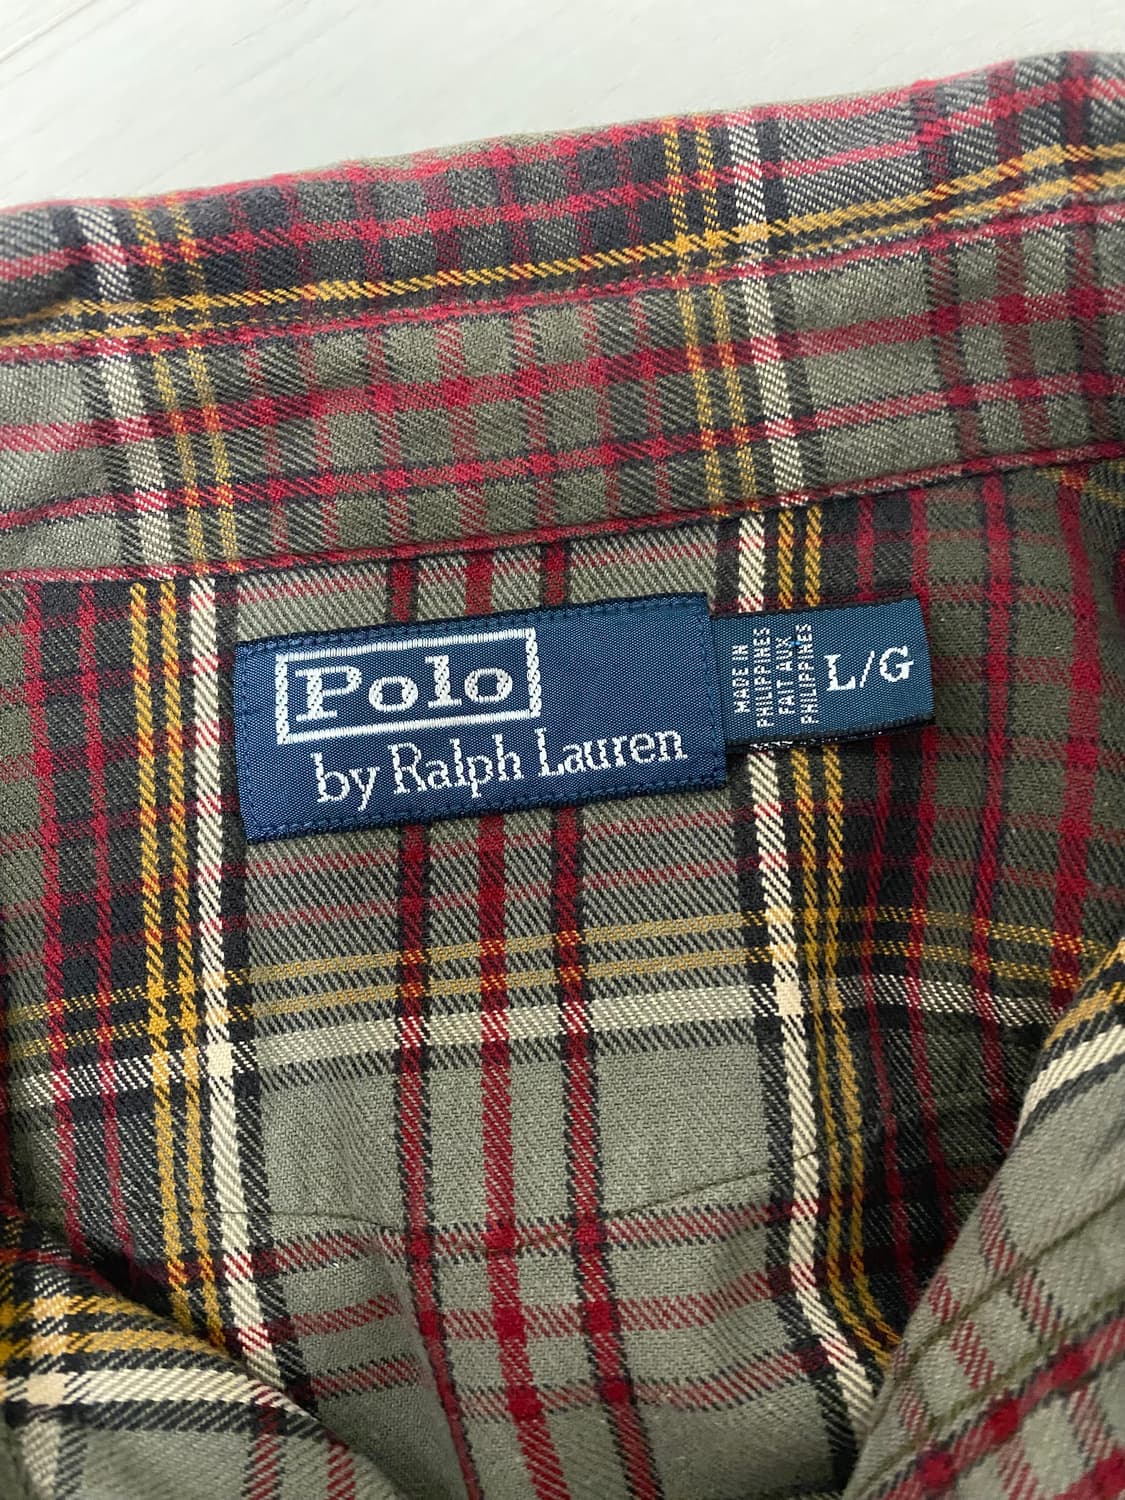 Polo
by Ralph Lauren
MADE IN
PHILIPPINES
FAIT AUX
PHILIPPINES
L/G